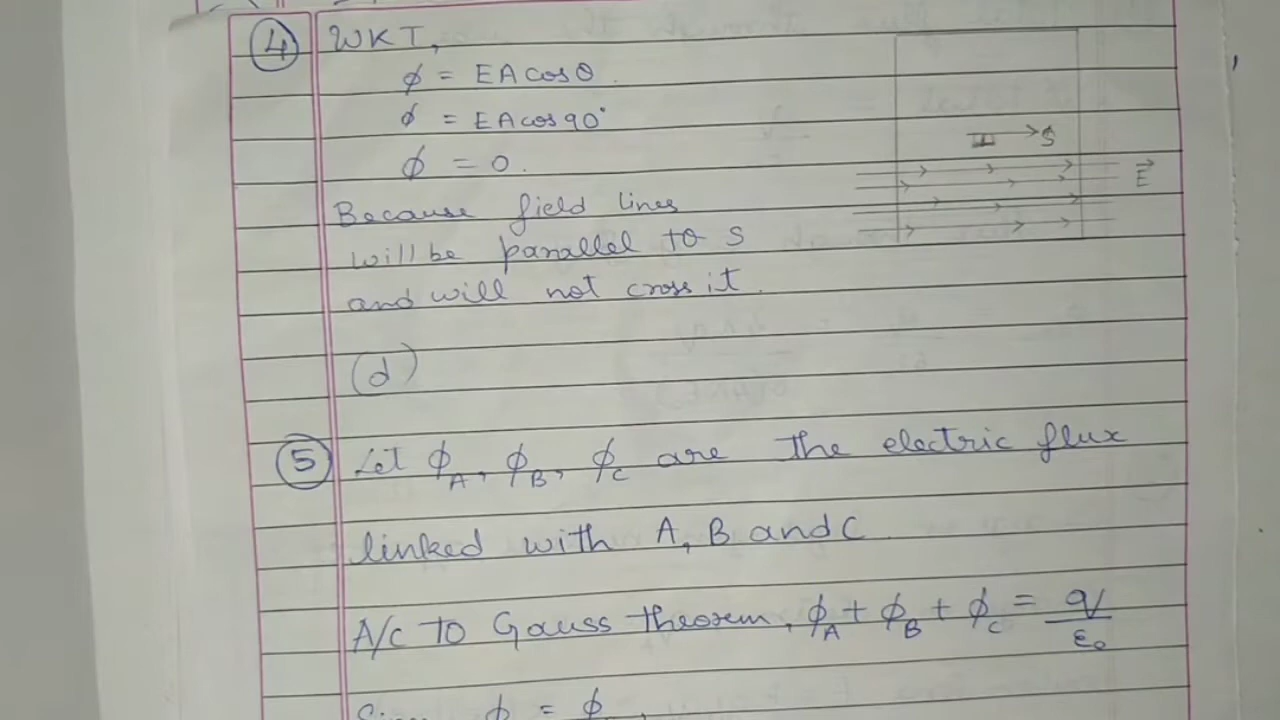 4 WKT,
ϕ = EA cosθ.
ϕ = EA cos 90°
ϕ = 0.
S
E⃗
Because field lines
will be parallel to S
and will not cross it.
(d)
5 Let ϕA, ϕB, ϕC are the electric flux
linked with A, B and C.
A/c to Gauss theorem, ϕA + ϕB + ϕC = q/ε0
ϕ = ϕ